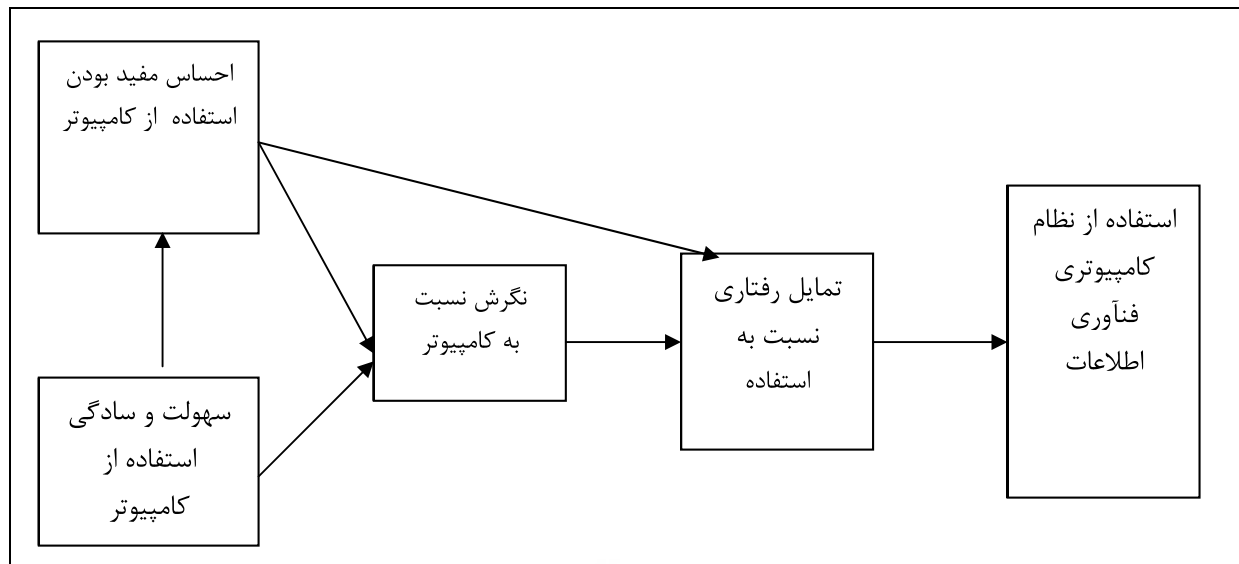 احساس مفید بودن
استفاده از کامپیوتر
سهولت و سادگی
استفاده از
کامپیوتر
نگرش نسبت
به کامپیوتر
تمایل رفتاری
نسبت به
استفاده
استفاده از نظام
کامپیوتری
فنآوری
اطلاعات